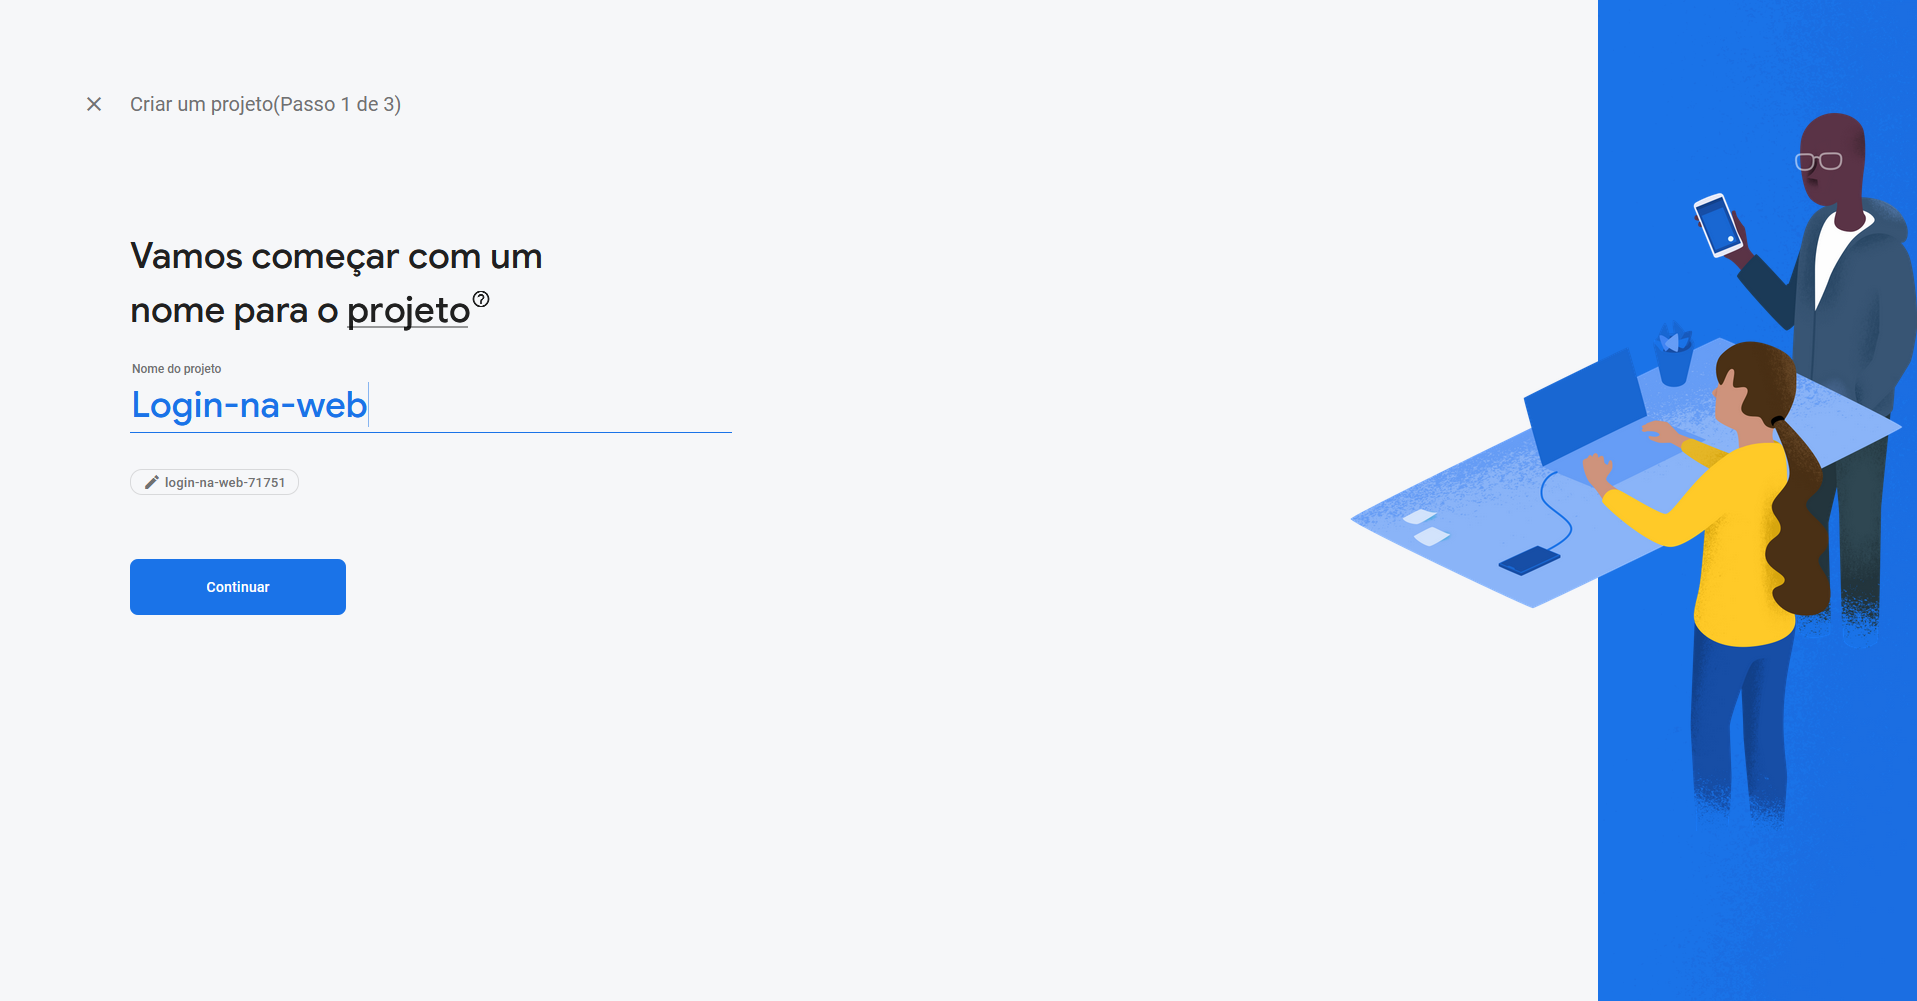 Criar um projeto(Passo 1 de 3)
Vamos começar com um
nome para o projeto
Nome do projeto
Login-na-web
login-na-web-71751
Continuar